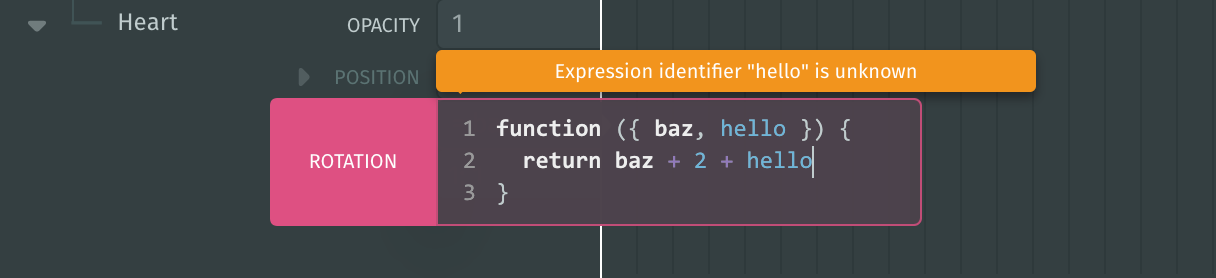 Heart
OPACITY 1
POSITION
Expression identifier "hello" is unknown
ROTATION
1 function ({ baz, hello }) {
2 return baz + 2 + hello
3 }